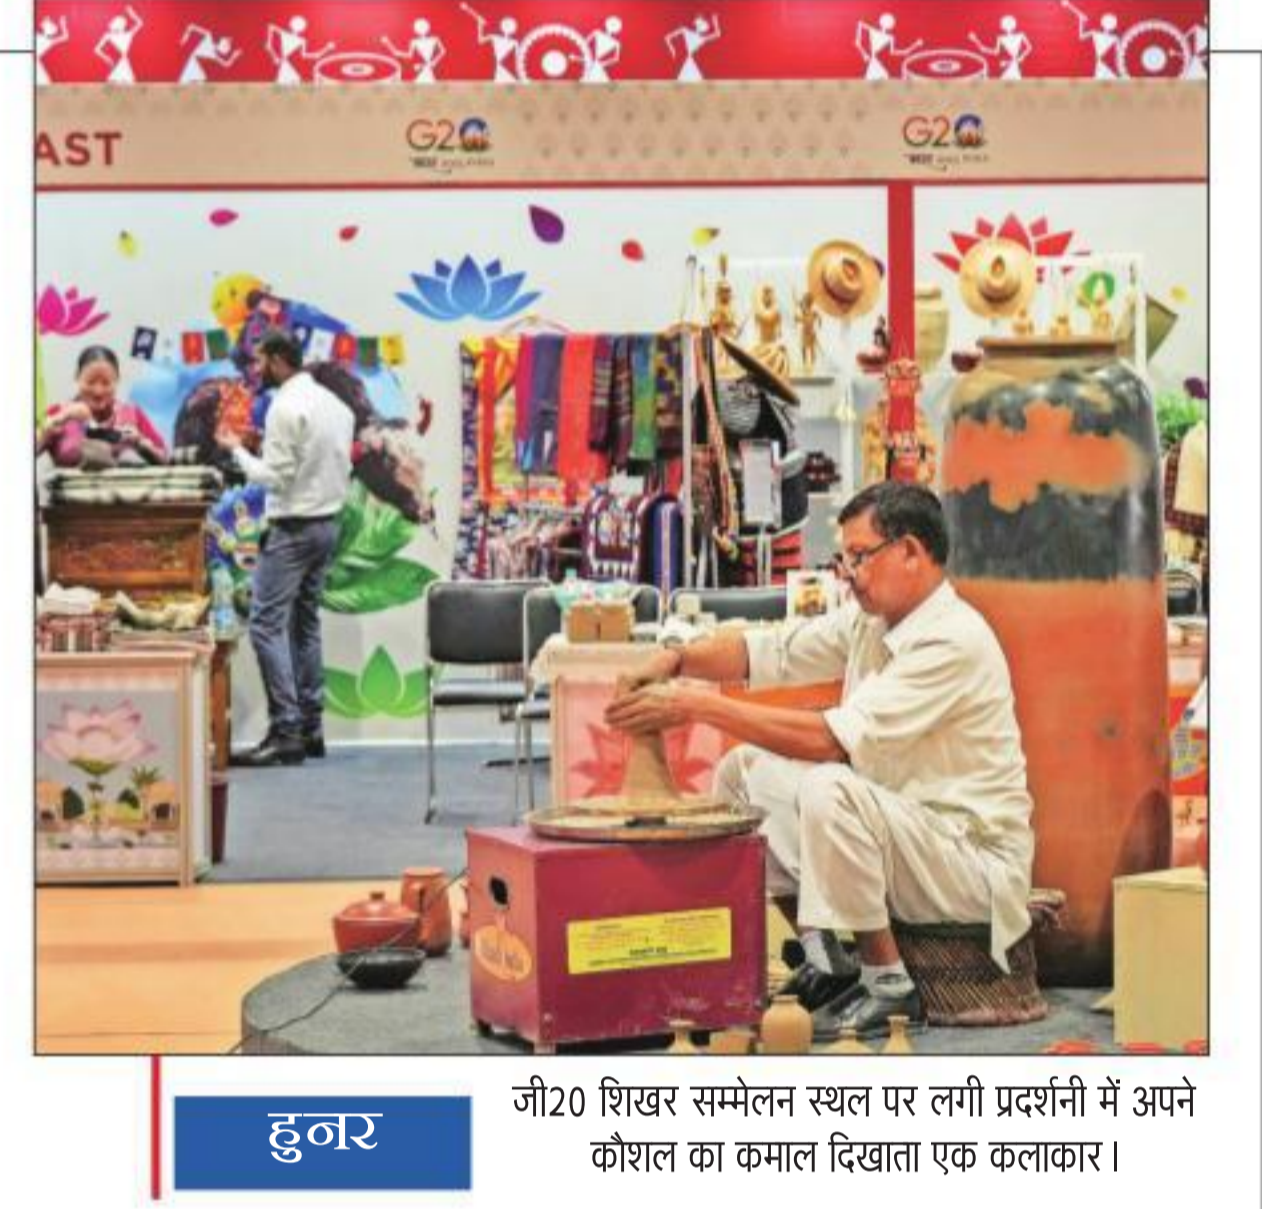 AST
G20
G20
हुनर
जी20 शिखर सम्मेलन स्थल पर लगी प्रदर्शनी में अपने
कौशल का कमाल दिखाता एक कलाकार।